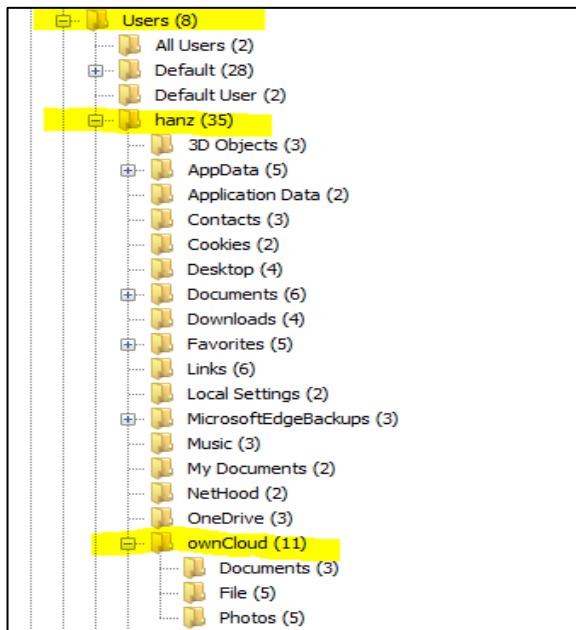 Users (8)
All Users (2)
Default (28)
Default User (2)
hanz (35)
3D Objects (3)
AppData (5)
Application Data (2)
Contacts (3)
Cookies (2)
Desktop (4)
Documents (6)
Downloads (4)
Favorites (5)
Links (6)
Local Settings (2)
MicrosoftEdgeBackups (3)
Music (3)
My Documents (2)
NetHood (2)
OneDrive (3)
ownCloud (11)
Documents (3)
File (5)
Photos (5)